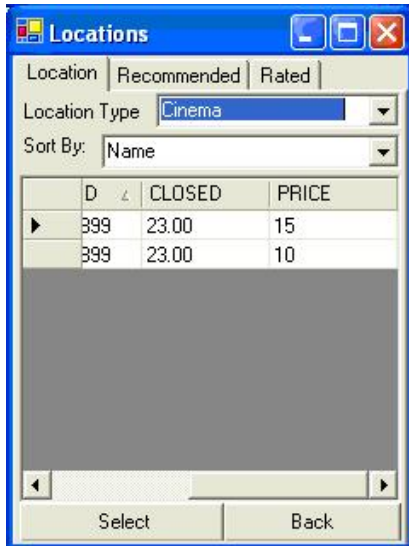 Locations
Location Recommended Rated
Location Type Cinema
Sort By: Name
D CLOSED PRICE
399 23.00 15
399 23.00 10
Select Back